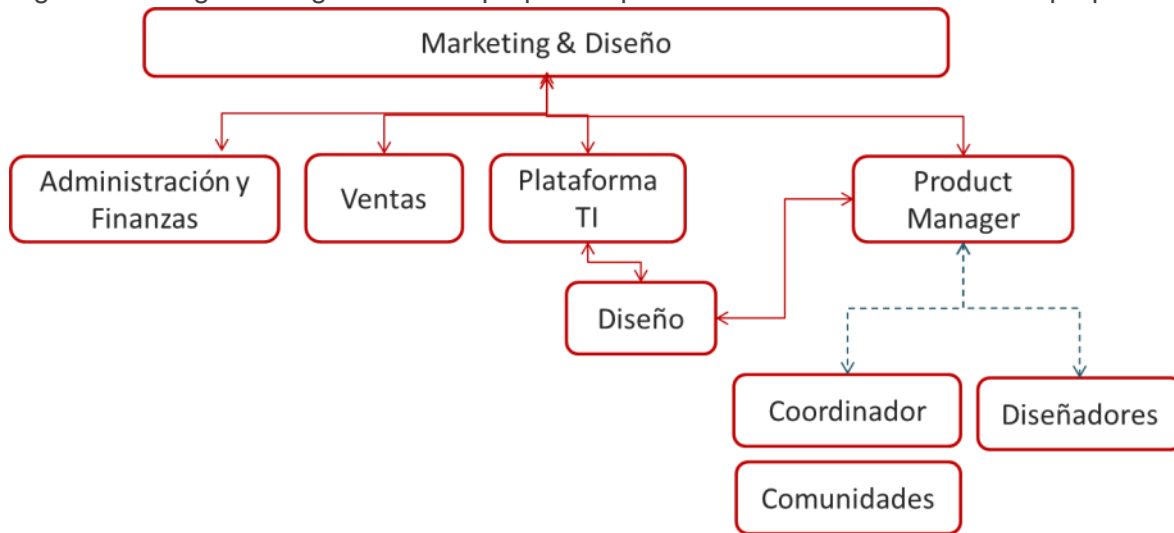 Marketing & Diseño
Administración y
Finanzas
Ventas
Plataforma
TI
Product
Manager
Diseño
Coordinador
Diseñadores
Comunidades